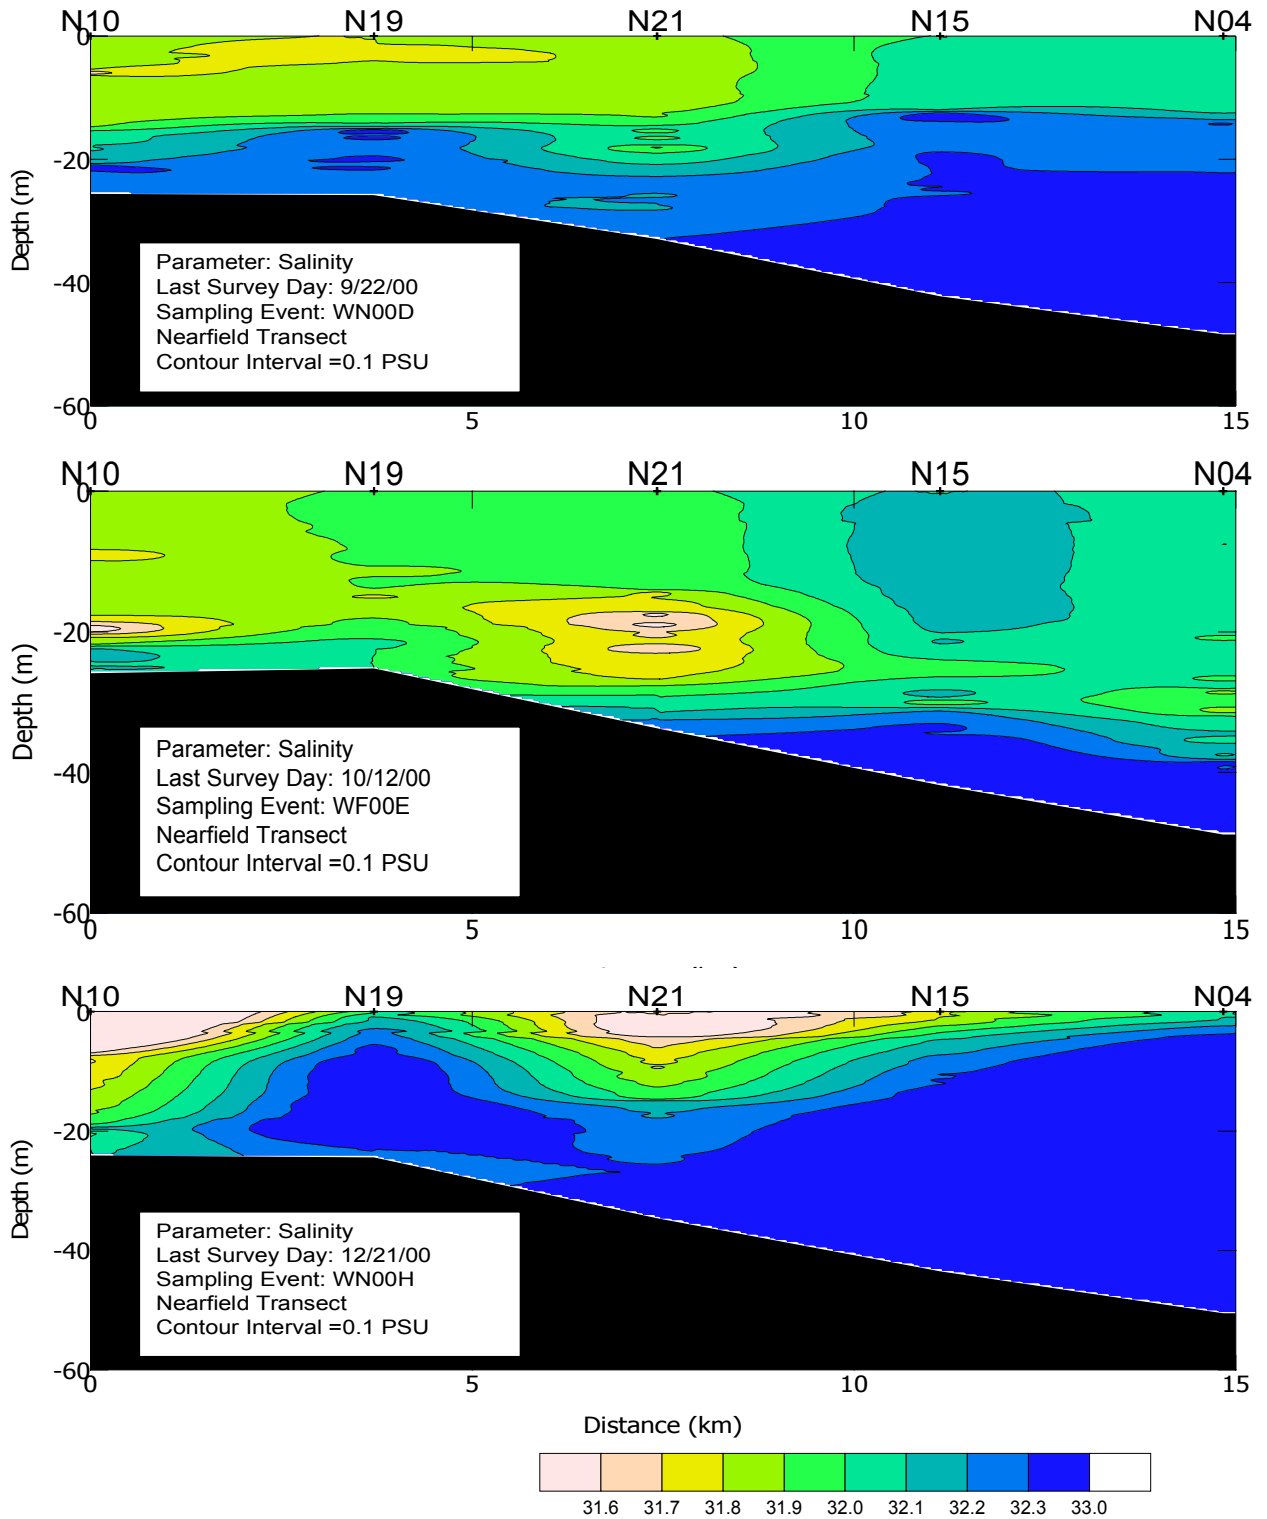 N10 N19 N21 N15 N04
0
-20
-40
-60
Depth (m)
Parameter: Salinity
Last Survey Day: 9/22/00
Sampling Event: WN00D
Nearfield Transect
Contour Interval =0.1 PSU
0 5 10 15
N10 N19 N21 N15 N04
0
-20
-40
-60
Depth (m)
Parameter: Salinity
Last Survey Day: 10/12/00
Sampling Event: WF00E
Nearfield Transect
Contour Interval =0.1 PSU
0 5 10 15
N10 N19 N21 N15 N04
0
-20
-40
-60
Depth (m)
Parameter: Salinity
Last Survey Day: 12/21/00
Sampling Event: WN00H
Nearfield Transect
Contour Interval =0.1 PSU
0 5 10 15
Distance (km)
31.6 31.7 31.8 31.9 32.0 32.1 32.2 32.3 33.0